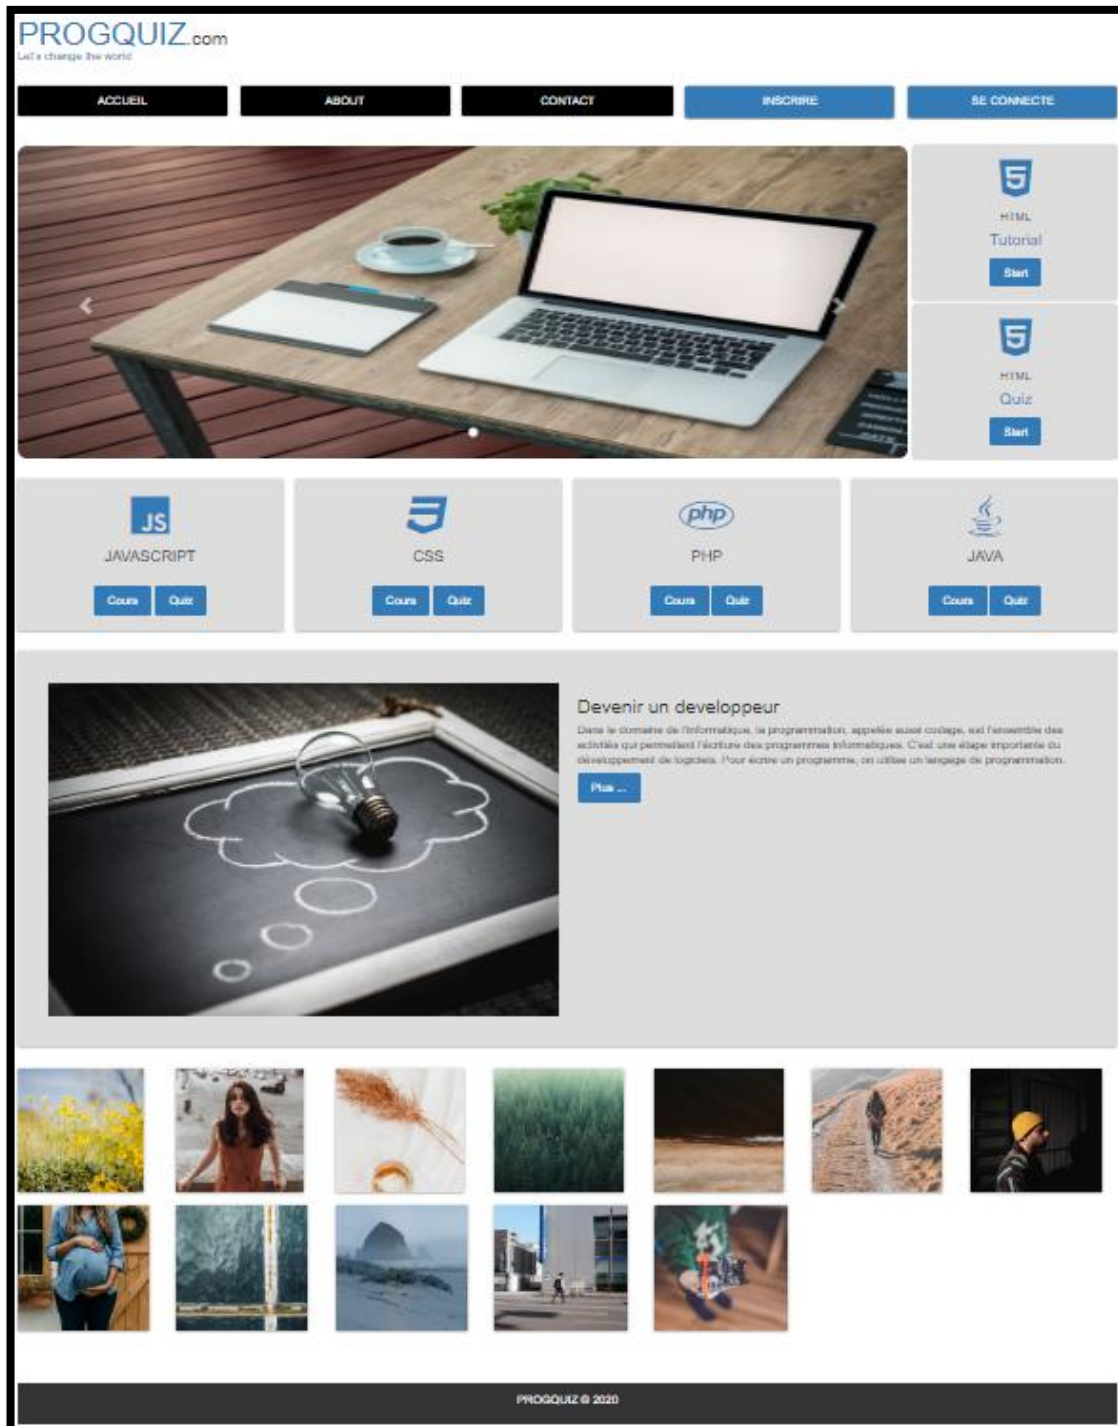 PROGQUIZ.com
Let's change the world
ACCUEIL
ABOUT
CONTACT
INSCRIRE
SE CONNECTE
HTML
Tutorial
Start
HTML
Quiz
Start
JS
JAVASCRIPT
Cours
Quiz
CSS
Cours
Quiz
php
PHP
Cours
Quiz
JAVA
Cours
Quiz
Devenir un developpeur
Dans le domaine de l'informatique, la programmation, appelée aussi codage, est l'ensemble des
activités qui permettent l'écriture des programmes informatiques. C'est une étape importante du
développement de logiciels. Pour écrire un programme, on utilise un langage de programmation.
Plus ...
PROGQUIZ © 2020